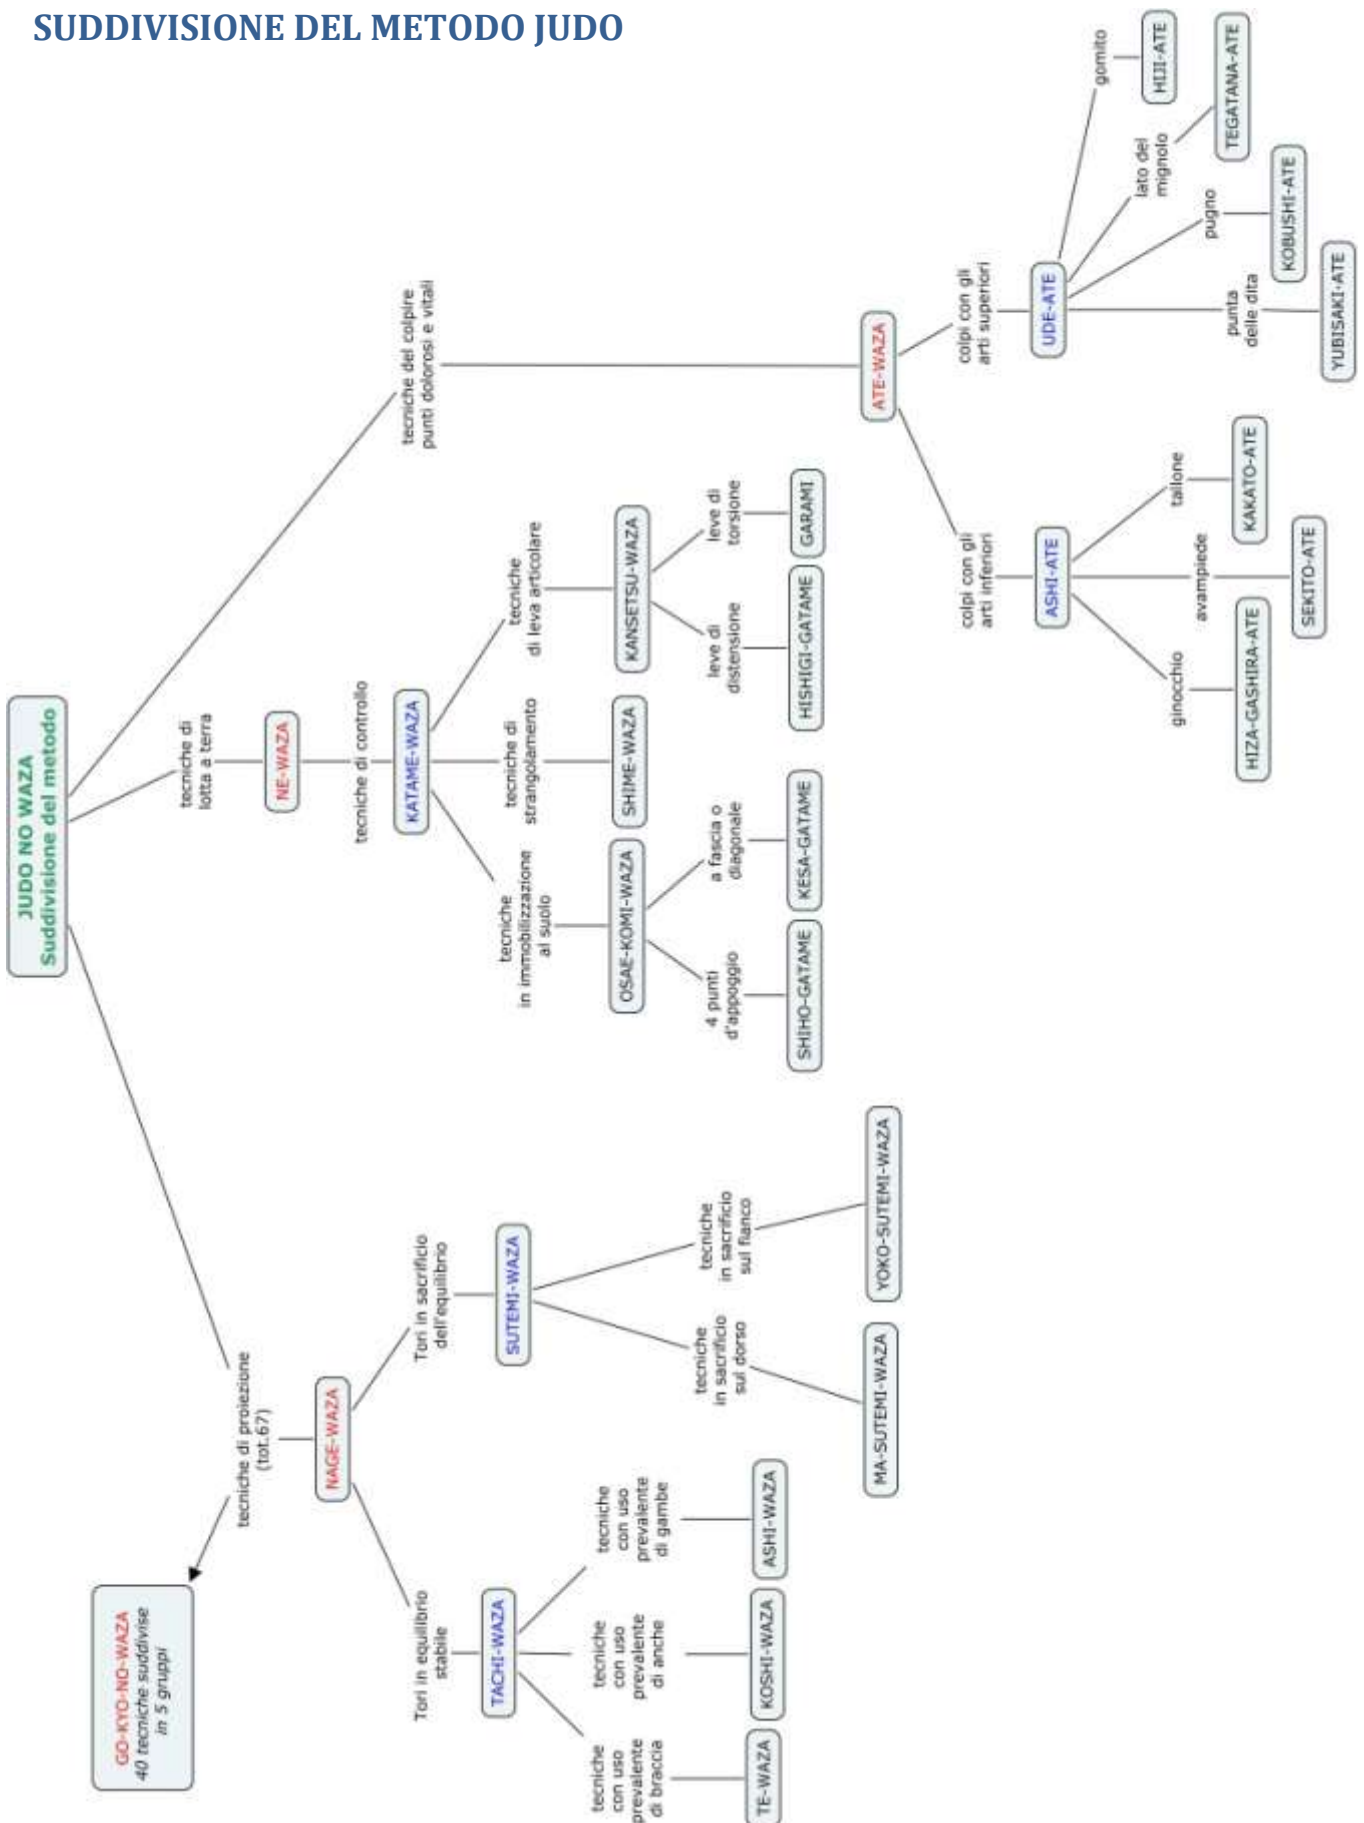 SUDDIVISIONE DEL METODO JUDO
JUDO NO WAZA
Suddivisione del metodo
GO-KYO-NO-WAZA
40 tecniche suddivise
in 5 gruppi
tecniche di proiezione
(tot.67)
NAGE-WAZA
Tori in equilibrio
stabile
TACHI-WAZA
tecniche
con uso
prevalente
di braccia
TE-WAZA
tecniche
con uso
prevalente
di anche
KOSHI-WAZA
tecniche
con uso
prevalente
di gambe
ASHI-WAZA
Tori in sacrificio
dell'equilibrio
SUTEMI-WAZA
tecniche
in sacrificio
sul dorso
MA-SUTEMI-WAZA
tecniche
in sacrificio
sul fianco
YOKO-SUTEMI-WAZA
tecniche di
lotta a terra
NE-WAZA
tecniche di controllo
KATAME-WAZA
tecniche
in immobilizzazione
al suolo
OSAE-KOMI-WAZA
4 punti
d'appoggio
SHIHO-GATAME
a fascia o
diagonale
KESA-GATAME
tecniche di
strangolamento
SHIME-WAZA
tecniche
di leva articolare
KANSETSU-WAZA
leve di
distensione
HISHIGI-GATAME
leve di
torsione
GARAMI
tecniche del colpire
punti dolorosi e vitali
ATE-WAZA
colpi con gli
arti inferiori
ASHI-ATE
ginocchio
HIZA-GASHIRA-ATE
avampiede
SEKITO-ATE
tallone
KAKATO-ATE
colpi con gli
arti superiori
UDE-ATE
punta
delle dita
YUBISAKI-ATE
pugno
KOBUSHI-ATE
lato del
mignolo
TEGATANA-ATE
gomito
HIJI-ATE